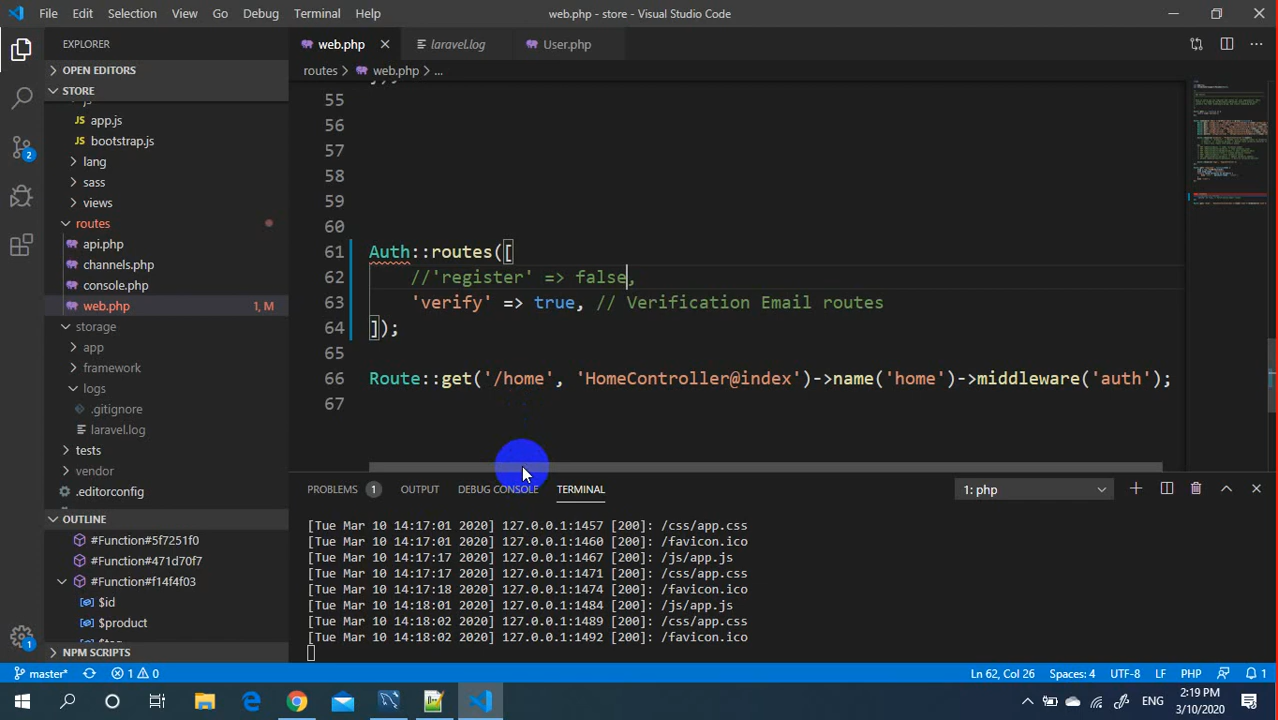 File Edit Selection View Go Debug Terminal Help web.php - store - Visual Studio Code
EXPLORER
OPEN EDITORS
STORE
js
app.js
bootstrap.js
lang
sass
views
routes
api.php
channels.php
console.php
web.php 1, M
storage
app
framework
logs
.gitignore
laravel.log
tests
vendor
.editorconfig
OUTLINE
#Function#5f7251f0
#Function#471d70f7
#Function#f14f4f03
$id
$product
NPM SCRIPTS
web.php laravel.log User.php
routes > web.php > ...
55
56
57
58
59
60
61 Auth::routes([
62 //'register' => false,
63 'verify' => true, // Verification Email routes
64 ]);
65
66 Route::get('/home', 'HomeController@index')->name('home')->middleware('auth');
67
PROBLEMS 1 OUTPUT DEBUG CONSOLE TERMINAL 1: php
[Tue Mar 10 14:17:01 2020] 127.0.0.1:1457 [200]: /css/app.css
[Tue Mar 10 14:17:01 2020] 127.0.0.1:1460 [200]: /favicon.ico
[Tue Mar 10 14:17:17 2020] 127.0.0.1:1467 [200]: /js/app.js
[Tue Mar 10 14:17:17 2020] 127.0.0.1:1471 [200]: /css/app.css
[Tue Mar 10 14:17:18 2020] 127.0.0.1:1474 [200]: /favicon.ico
[Tue Mar 10 14:18:01 2020] 127.0.0.1:1484 [200]: /js/app.js
[Tue Mar 10 14:18:02 2020] 127.0.0.1:1489 [200]: /css/app.css
[Tue Mar 10 14:18:02 2020] 127.0.0.1:1492 [200]: /favicon.ico
2
1
master* 1 0 Ln 62, Col 26 Spaces: 4 UTF-8 LF PHP 1
ENG
2:19 PM
3/10/2020